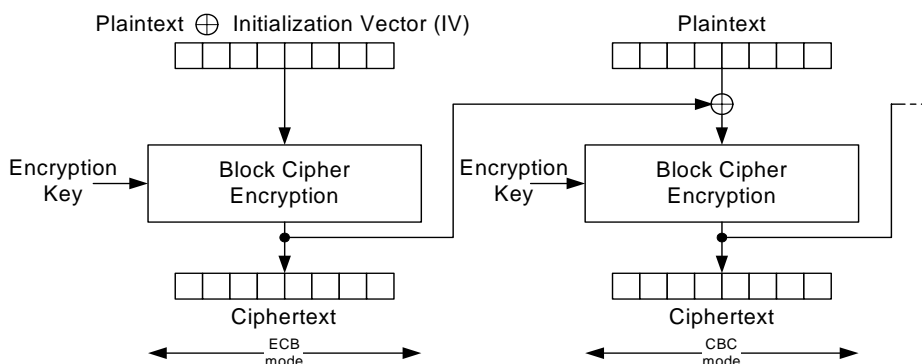 Plaintext ⊕ Initialization Vector (IV)
Plaintext
Encryption
Key
Block Cipher
Encryption
Encryption
Key
Block Cipher
Encryption
Ciphertext
Ciphertext
ECB
mode
CBC
mode